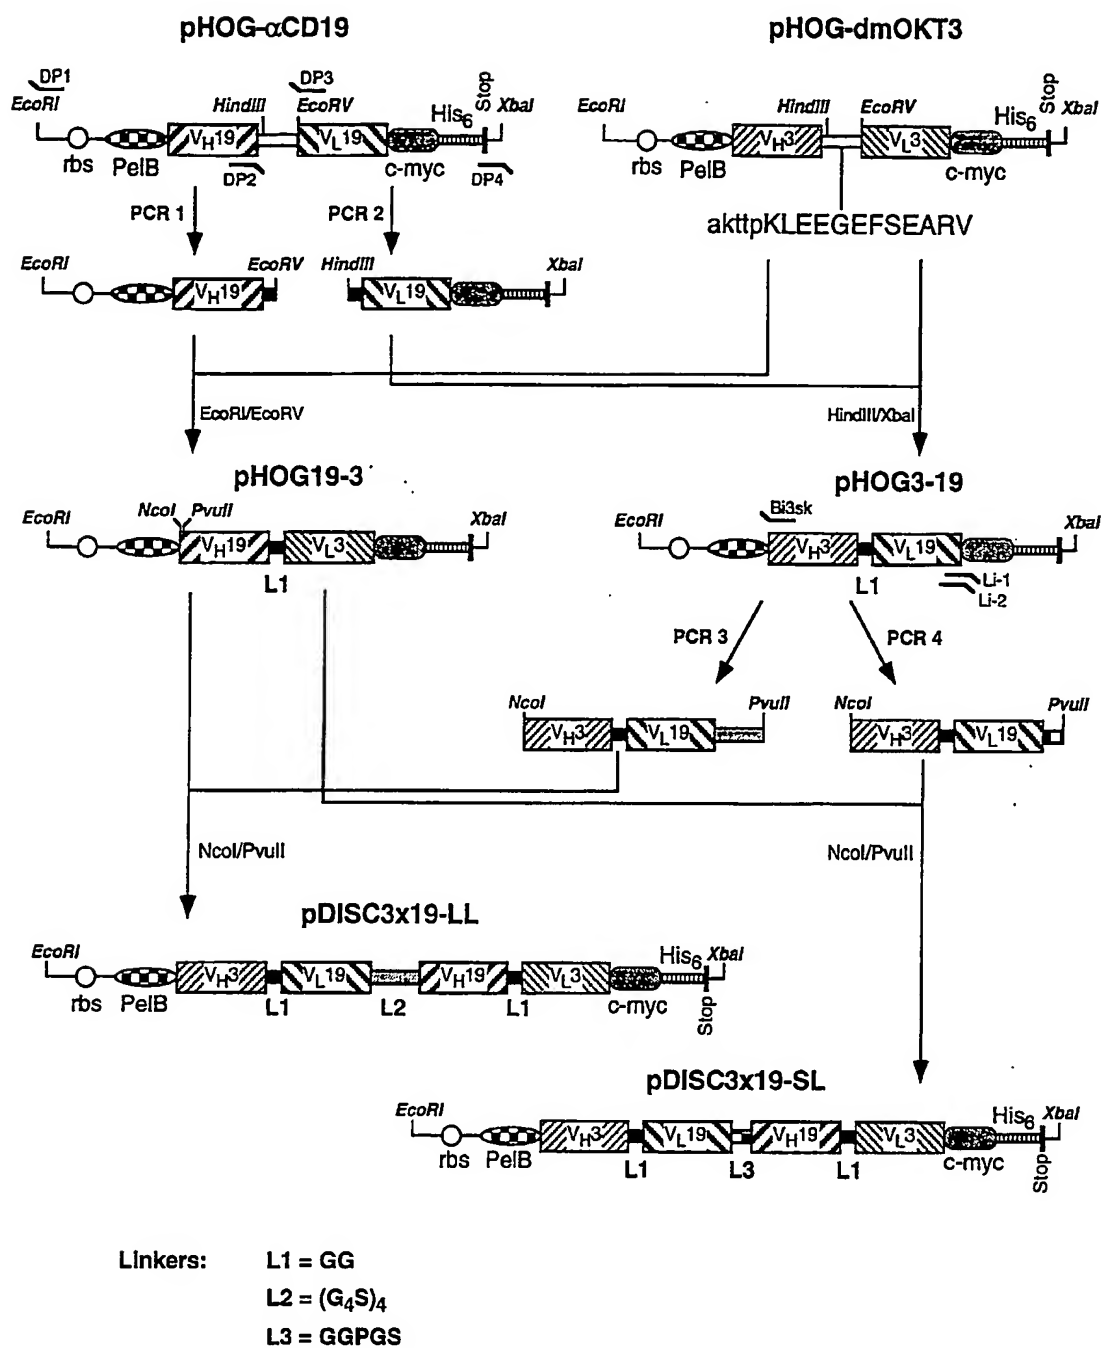 pHOG-αCD19
pHOG-dmOKT3
DP1
EcoRI
HindIII
DP3
EcoRV
His6
Stop
XbaI
rbs
PelB
VH19
DP2
VL19
c-myc
DP4
EcoRI
HindIII
EcoRV
His6
Stop
XbaI
rbs
PelB
VH3
VL3
c-myc
akttpKLEEGEFSEARV
PCR 1
PCR 2
EcoRI
VH19
EcoRV
HindIII
VL19
XbaI
EcoRI/EcoRV
HindIII/XbaI
pHOG19-3
pHOG3-19
EcoRI
NcoI
PvuII
VH19
L1
VL3
XbaI
EcoRI
Bi3sk
VH3
L1
VL19
XbaI
Li-1
Li-2
PCR 3
PCR 4
NcoI
VH3
VL19
PvuII
NcoI
VH3
VL19
PvuII
NcoI/PvuII
NcoI/PvuII
pDISC3x19-LL
EcoRI
rbs
PelB
VH3
L1
VL19
L2
VH19
L1
VL3
c-myc
His6
Stop
XbaI
pDISC3x19-SL
EcoRI
rbs
PelB
VH3
L1
VL19
L3
VH19
L1
VL3
c-myc
His6
Stop
XbaI
Linkers: L1 = GG
L2 = (G4S)4
L3 = GGPGS